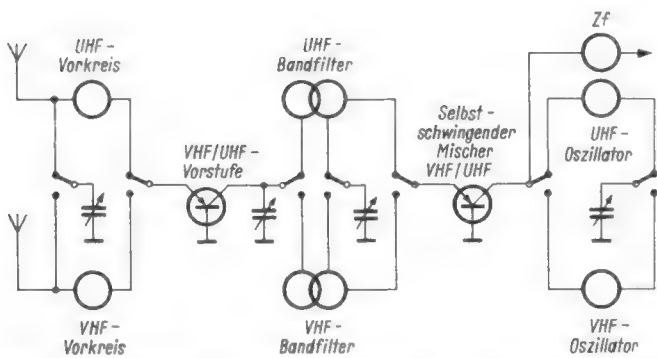 UHF-
Vorkreis
UHF-
Bandfilter
Zf
VHF/UHF-
Vorstufe
Selbst-
schwingender
Mischer
VHF/UHF
UHF-
Oszillator
VHF-
Vorkreis
VHF-
Bandfilter
VHF-
Oszillator